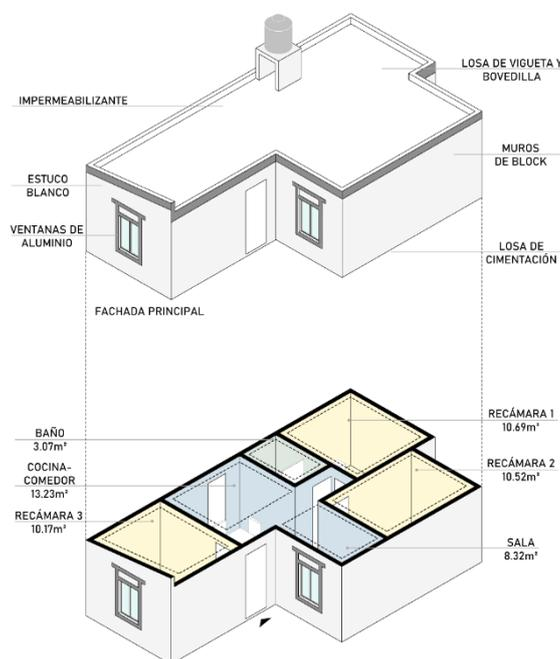 LOSA DE VIGUETA Y
BOVEDILLA
IMPERMEABILIZANTE
MUROS
DE BLOCK
ESTUCO
BLANCO
VENTANAS DE
ALUMINIO
LOSA DE
CIMENTACIÓN
FACHADA PRINCIPAL
RECÁMARA 1
10.69m²
BAÑO
3.07m²
RECÁMARA 2
10.52m²
COCINA-
COMEDOR
13.23m²
RECÁMARA 3
10.17m²
SALA
8.32m²